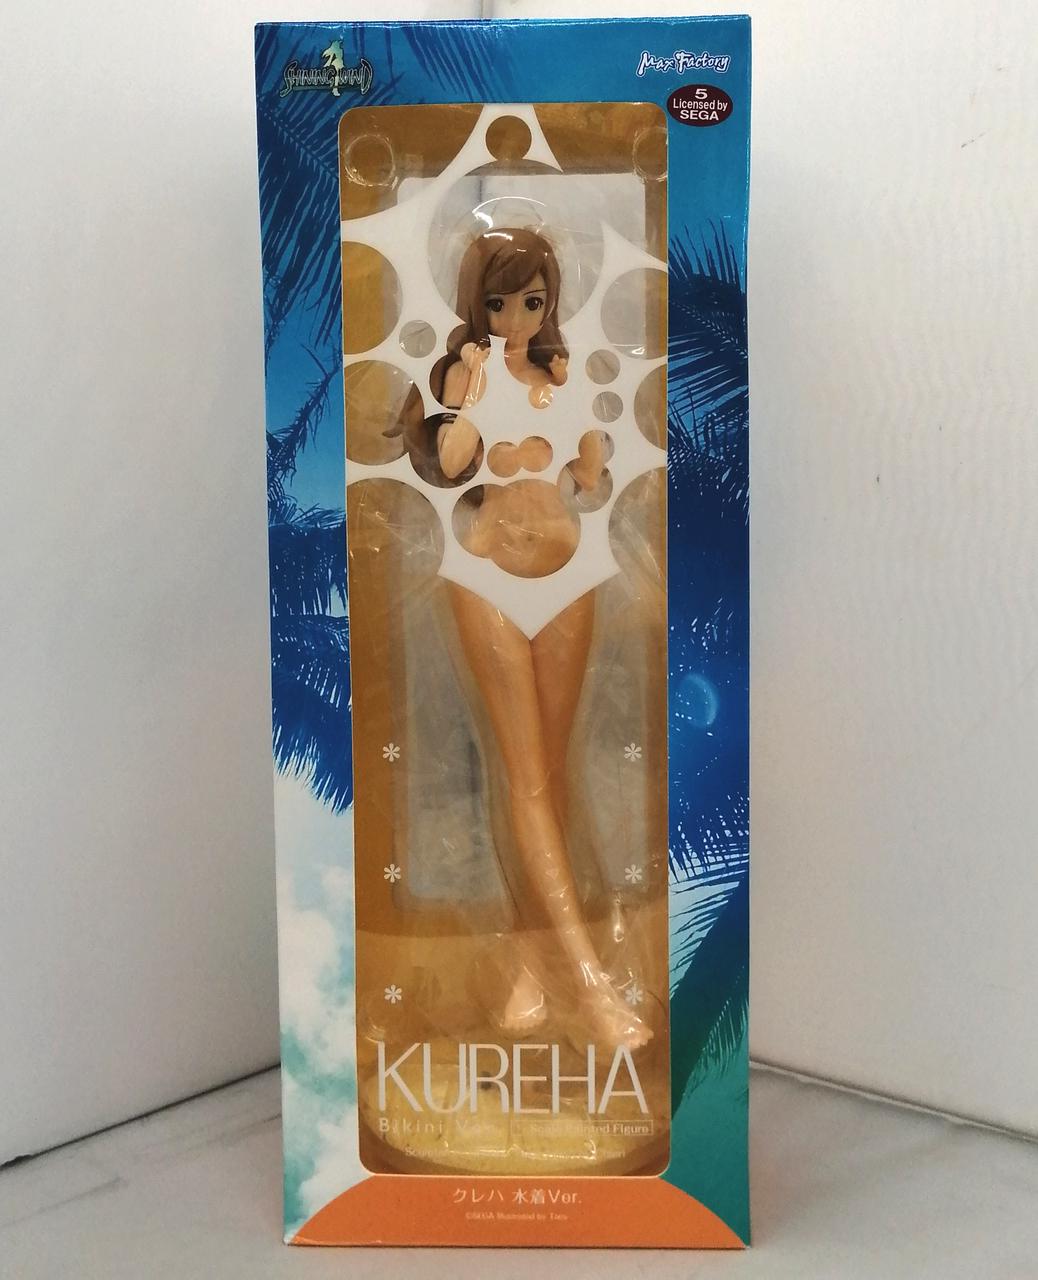 SHINING WIND
Max Factory
5
Licensed by
SEGA
KUREHA
Bikini Ver.
Scale Painted Figure
クレハ 水着Ver.
©SEGA Illustrated by Tony